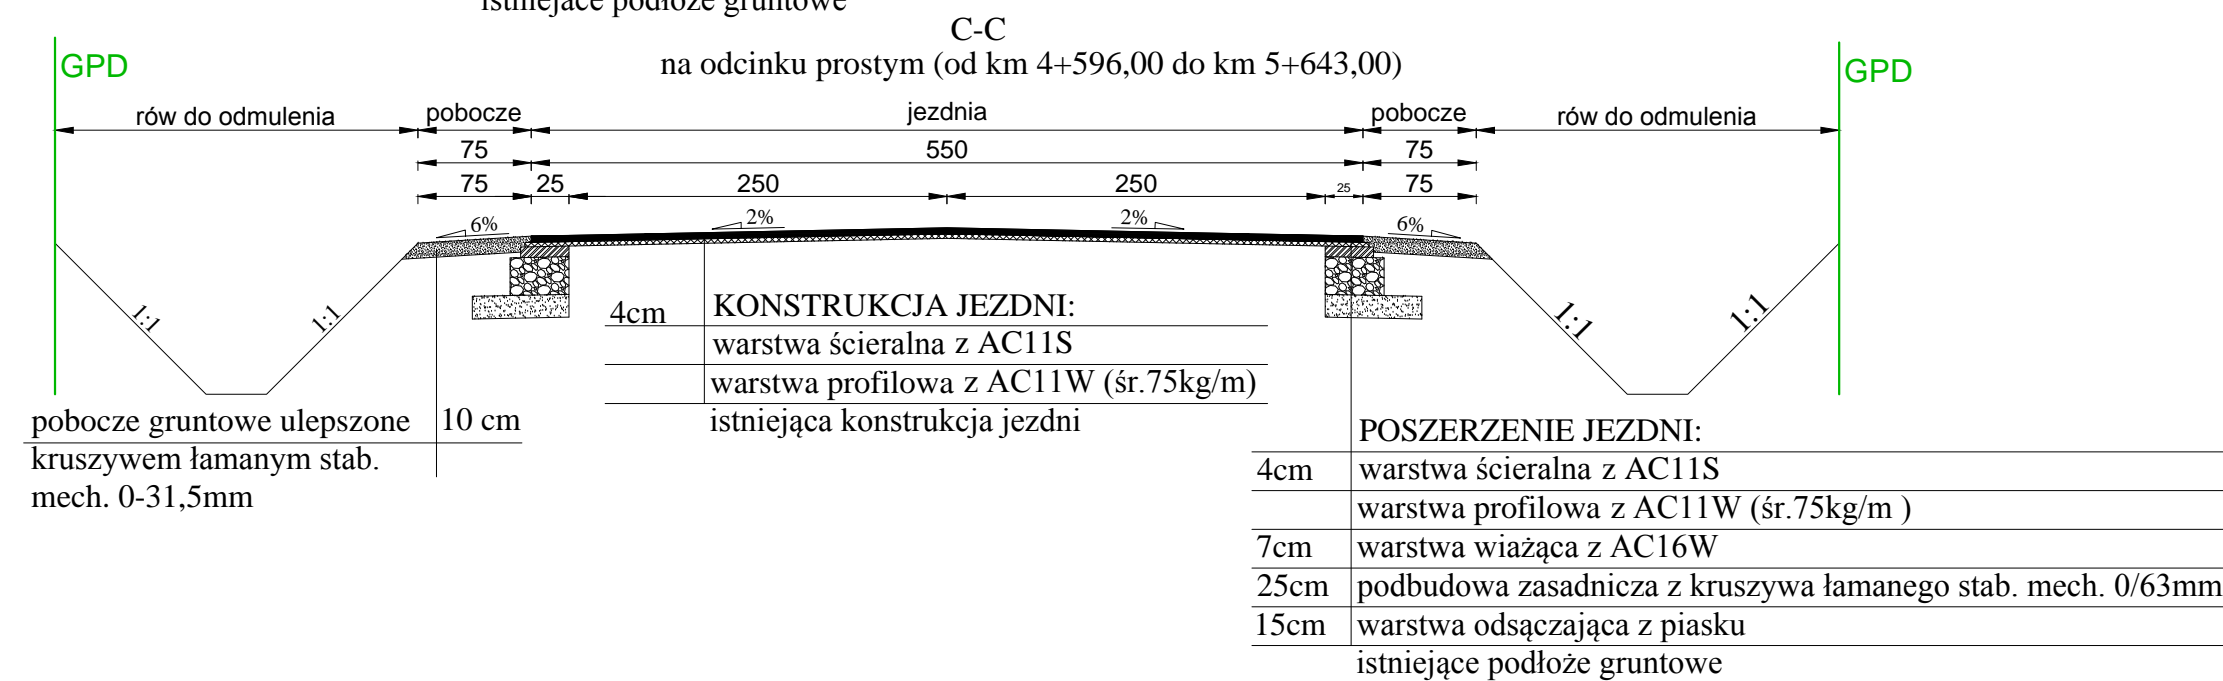 istniejące podłoże gruntowe
C-C
na odcinku prostym (od km 4+596,00 do km 5+643,00)
GPD
GPD
rów do odmulenia
pobocze
jezdnia
pobocze
rów do odmulenia
75
550
75
75
25
250
250
25
75
6%
2%
2%
6%
1:1
1:1
1:1
1:1
4cm
KONSTRUKCJA JEZDNI:
warstwa ścieralna z AC11S
warstwa profilowa z AC11W (śr.75kg/m)
istniejąca konstrukcja jezdni
pobocze gruntowe ulepszone 10 cm
kruszywem łamanym stab.
mech. 0-31,5mm
POSZERZENIE JEZDNI:
4cm warstwa ścieralna z AC11S
warstwa profilowa z AC11W (śr.75kg/m )
7cm warstwa wiażąca z AC16W
25cm podbudowa zasadnicza z kruszywa łamanego stab. mech. 0/63mm
15cm warstwa odsączająca z piasku
istniejące podłoże gruntowe